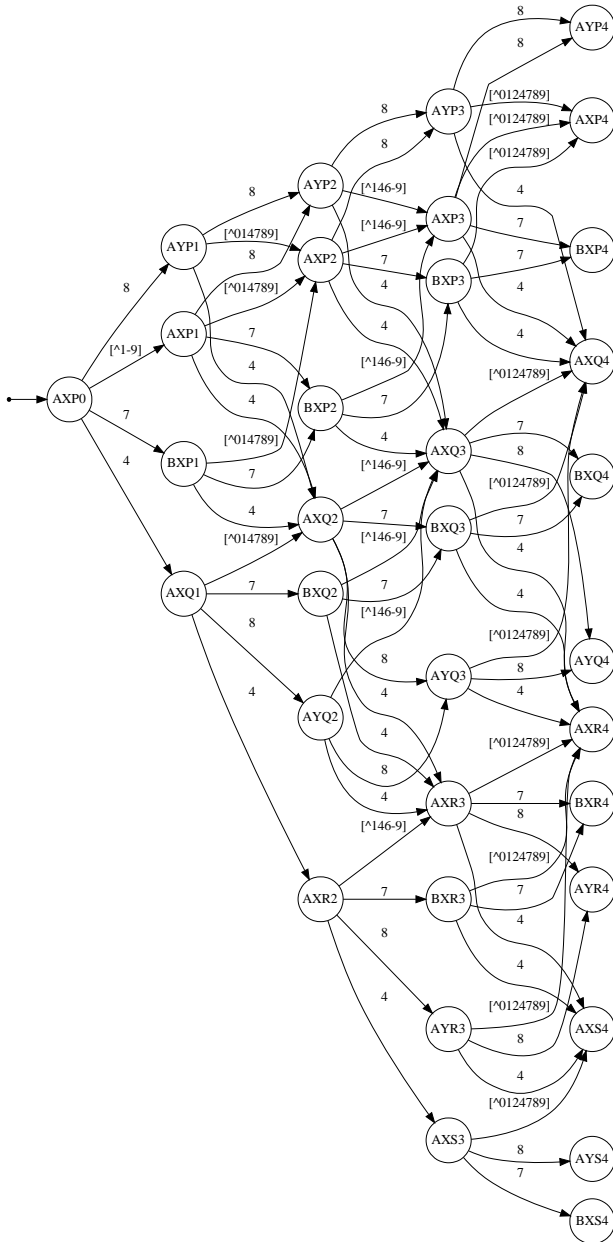 AYP4
8
8
[^0124789]
AYP3
[^0124789]
AXP4
8
8
[^0124789]
4
AYP2
[^146-9]
8
AXP3
7
[^014789]
[^146-9]
AYP1
8
AXP2
7
BXP4
7
BXP3
8
4
4
[^014789]
AXP1
4
4
[^1-9]
7
4
[^146-9]
AXQ4
[^0124789]
AXP0
4
BXP2
7
7
[^014789]
4
7
AXQ3
BXP1
[^146-9]
8
BXQ4
4
7
[^0124789]
4
7
AXQ2
BXQ3
7
[^014789]
[^146-9]
4
7
7
AXQ1
BXQ2
4
[^146-9]
8
[^0124789]
AYQ4
8
8
AYQ3
4
4
4
AYQ2
AXR4
[^0124789]
8
4
7
AXR3
BXR4
8
[^146-9]
[^0124789]
7
7
AYR4
AXR2
BXR3
4
8
4
4
[^0124789]
AXS4
AYR3
8
4
[^0124789]
AXS3
8
AYS4
7
BXS4